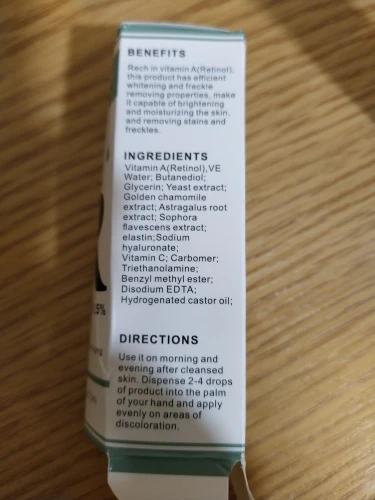 BENEFITS
Rech in vitamin A(Retinol),
this product has efficient
whitening and freckle
removing properties, make
it capable of brightening
and moisturizing the skin,
and removing stains and
freckles.
INGREDIENTS
Vitamin A(Retinol),VE
Water; Butanediol;
Glycerin; Yeast extract;
Golden chamomile
extract; Astragalus root
extract; Sophora
flavescens extract;
elastin;Sodium
hyaluronate;
Vitamin C; Carbomer;
Triethanolamine;
Benzyl methyl ester;
Disodium EDTA;
Hydrogenated castor oil;
DIRECTIONS
Use it on morning and
evening after cleansed
skin. Dispense 2-4 drops
of product into the palm
of your hand and apply
evenly on areas of
discoloration.